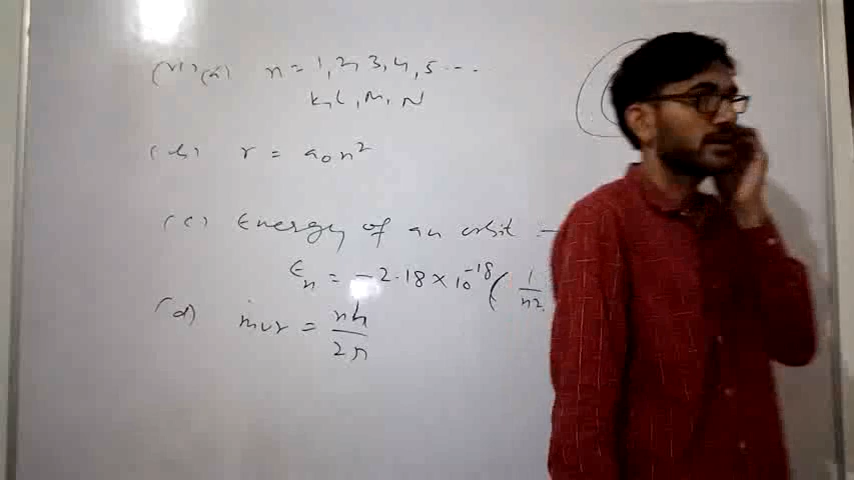 (v) (a) n = 1, 2, 3, 4, 5 ...
K, L, M, N
(b) r = a₀n²
(c) Energy of an orbit :-
Eₙ = -2.18 × 10⁻¹⁸ ( 1/n2
(d) mvr = nh/2π